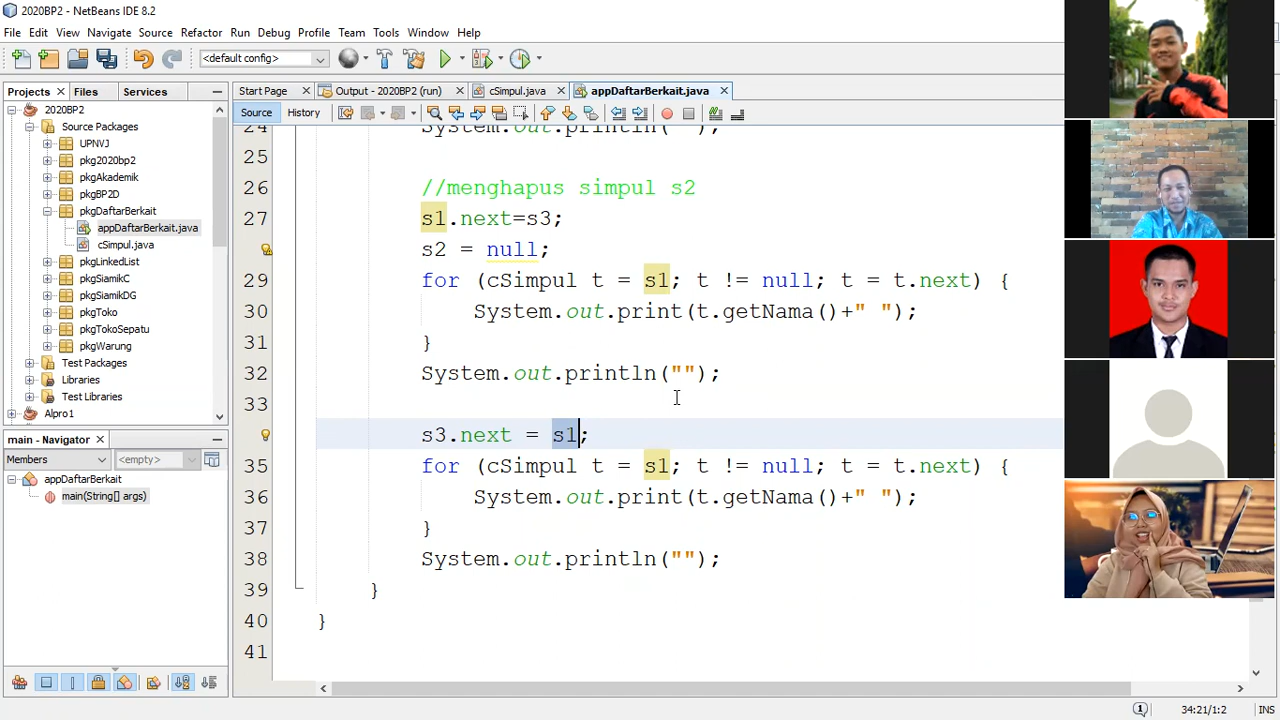 2020BP2 - NetBeans IDE 8.2
File Edit View Navigate Source Refactor Run Debug Profile Team Tools Window Help
<default config>
Projects Files Services
Start Page Output - 2020BP2 (run) cSimpul.java appDaftarBerkait.java
Source History
2020BP2
Source Packages
UPNVJ
pkg2020bp2
pkgAkademik
pkgBP2D
pkgDaftarBerkait
appDaftarBerkait.java
cSimpul.java
pkgLinkedList
pkgSiamikC
pkgSiamikDG
pkgToko
pkgTokoSepatu
pkgWarung
Test Packages
Libraries
Test Libraries
Alpro1
main - Navigator
Members <empty>
appDaftarBerkait
main(String[] args)
24 System.out.println(" ");
25
26 //menghapus simpul s2
27 s1.next=s3;
s2 = null;
29 for (cSimpul t = s1; t != null; t = t.next) {
30 System.out.print(t.getNama()+" ");
31 }
32 System.out.println("");
33
s3.next = s1;
35 for (cSimpul t = s1; t != null; t = t.next) {
36 System.out.print(t.getNama()+" ");
37 }
38 System.out.println("");
39 }
40 }
41
34:21/1:2 INS